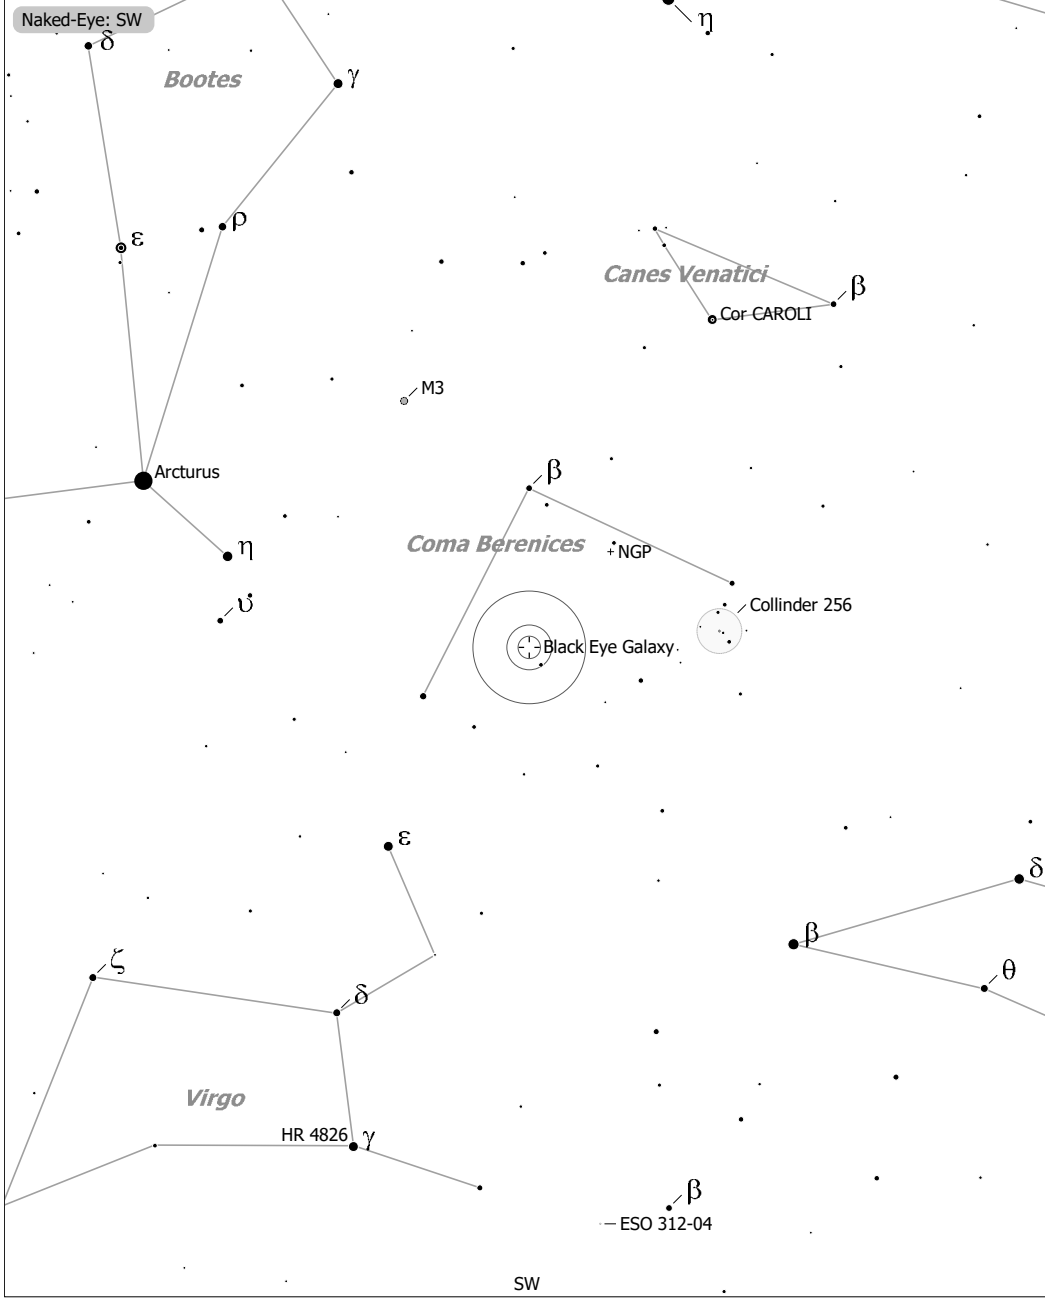 Naked-Eye: SW
η
δ
Bootes
γ
ρ
ε
Canes Venatici
β
Cor CAROLI
M3
Arcturus
β
Coma Berenices
η
NGP
υ
Collinder 256
Black Eye Galaxy
ε
δ
β
ζ
θ
δ
Virgo
HR 4826
γ
β
ESO 312-04
SW